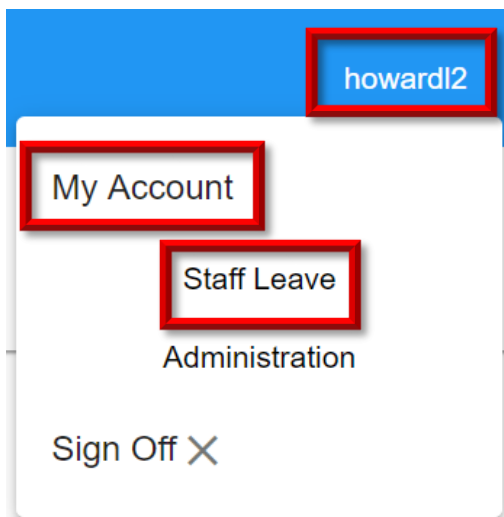 howardl2
My Account
Staff Leave
Administration
Sign Off